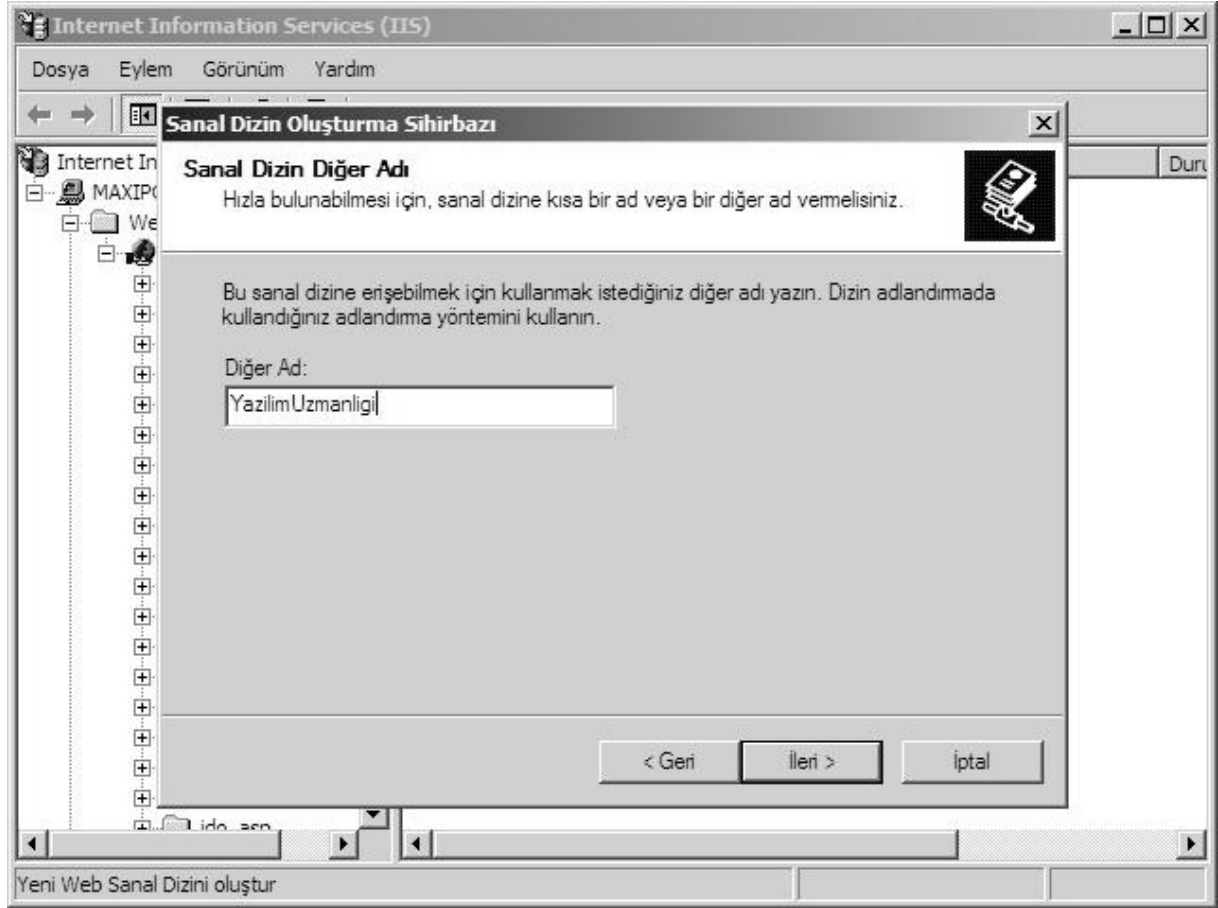 Internet Information Services (IIS)
Dosya Eylem Görünüm Yardım
Sanal Dizin Oluşturma Sihirbazı
Internet In
Sanal Dizin Diğer Adı
Duru
MAXIPO
Hızla bulunabilmesi için, sanal dizine kısa bir ad veya bir diğer ad vermelisiniz.
We
Bu sanal dizine erişebilmek için kullanmak istediğiniz diğer adı yazın. Dizin adlandırmada
kullandığınız adlandırma yöntemini kullanın.
Diğer Ad:
YazilimUzmanligi
< Geri İleri > İptal
Yeni Web Sanal Dizini oluştur